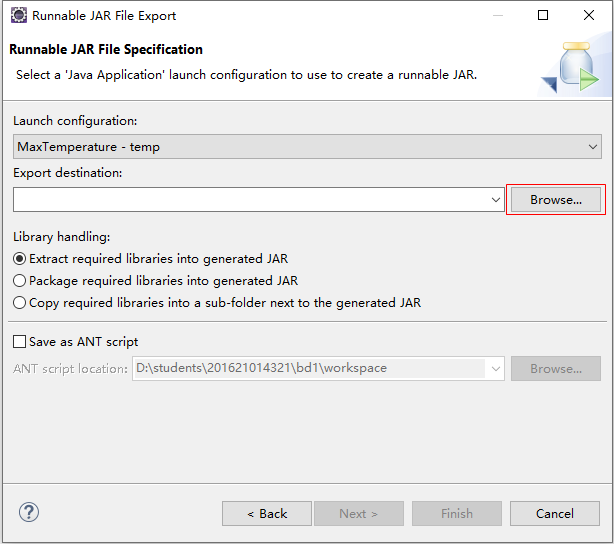 Runnable JAR File Export
Runnable JAR File Specification
Select a 'Java Application' launch configuration to use to create a runnable JAR.
Launch configuration:
MaxTemperature - temp
Export destination:
Browse...
Library handling:
Extract required libraries into generated JAR
Package required libraries into generated JAR
Copy required libraries into a sub-folder next to the generated JAR
Save as ANT script
ANT script location: D:\students\201621014321\bd1\workspace Browse...
? < Back Next > Finish Cancel